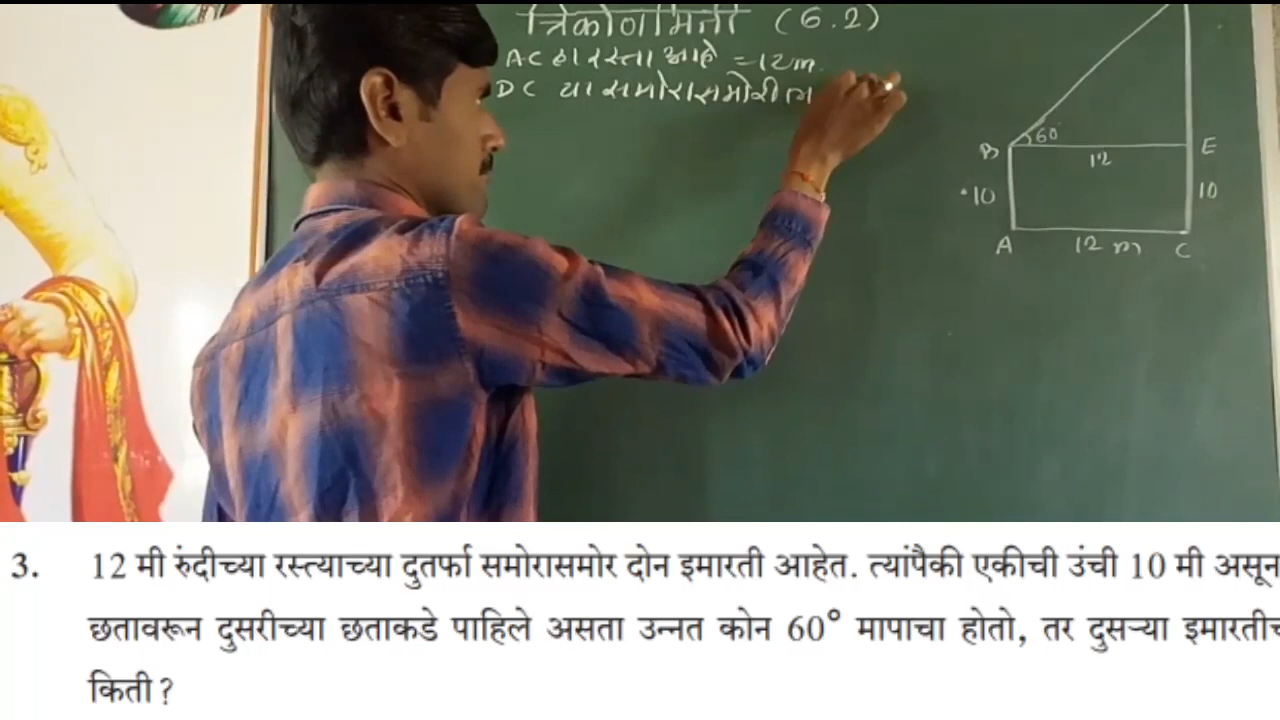 त्रिकोणमिती (6.2)
AC हा रस्ता आहे = 12m.
DC या समोरासमोरील
60
B
E
12
10
10
A
12 m
C
3. 12 मी रुंदीच्या रस्त्याच्या दुतर्फा समोरासमोर दोन इमारती आहेत. त्यांपैकी एकीची उंची 10 मी असून
छतावरून दुसरीच्या छताकडे पाहिले असता उन्नत कोन 60° मापाचा होतो, तर दुसऱ्या इमारतीच
किती?